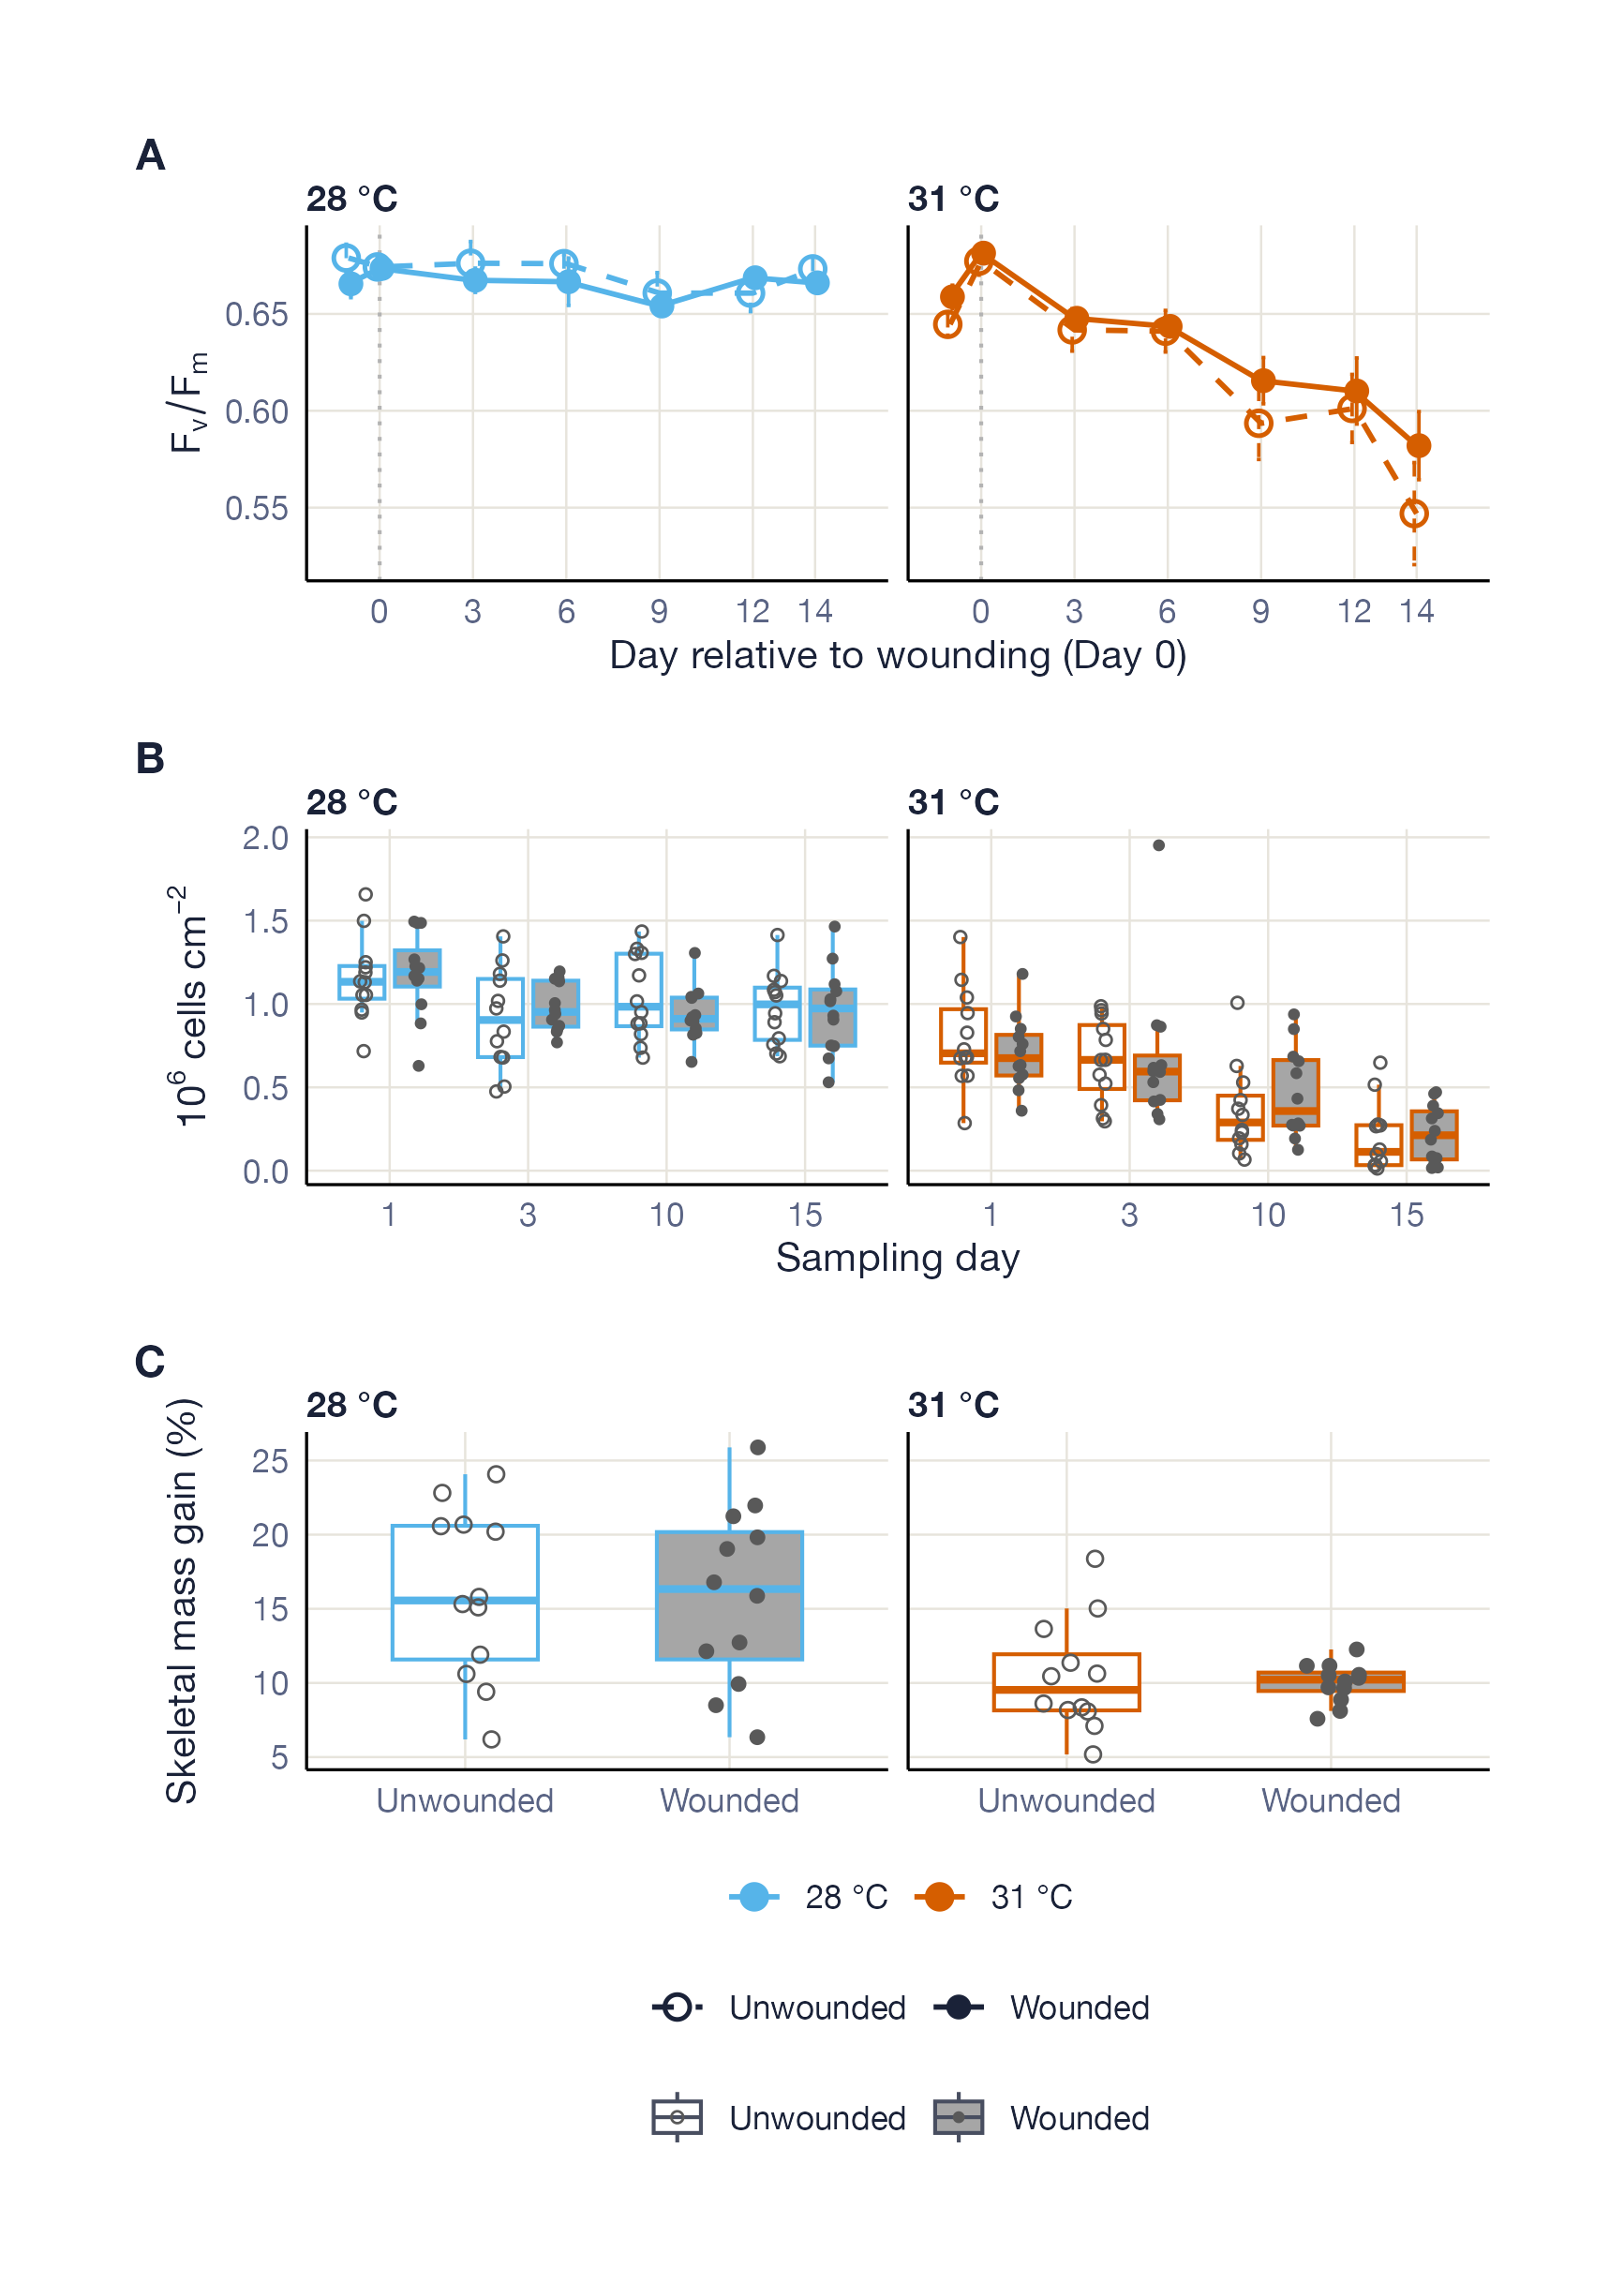 A
28 °C 31 °C
Fv/Fm
0.65
0.60
0.55
0 3 6 9 12 14 0 3 6 9 12 14
Day relative to wounding (Day 0)
B
28 °C 31 °C
10⁶ cells cm⁻²
2.0
1.5
1.0
0.5
0.0
1 3 10 15 1 3 10 15
Sampling day
C
28 °C 31 °C
Skeletal mass gain (%)
25
20
15
10
5
Unwounded Wounded Unwounded Wounded
28 °C 31 °C
Unwounded Wounded
Unwounded Wounded